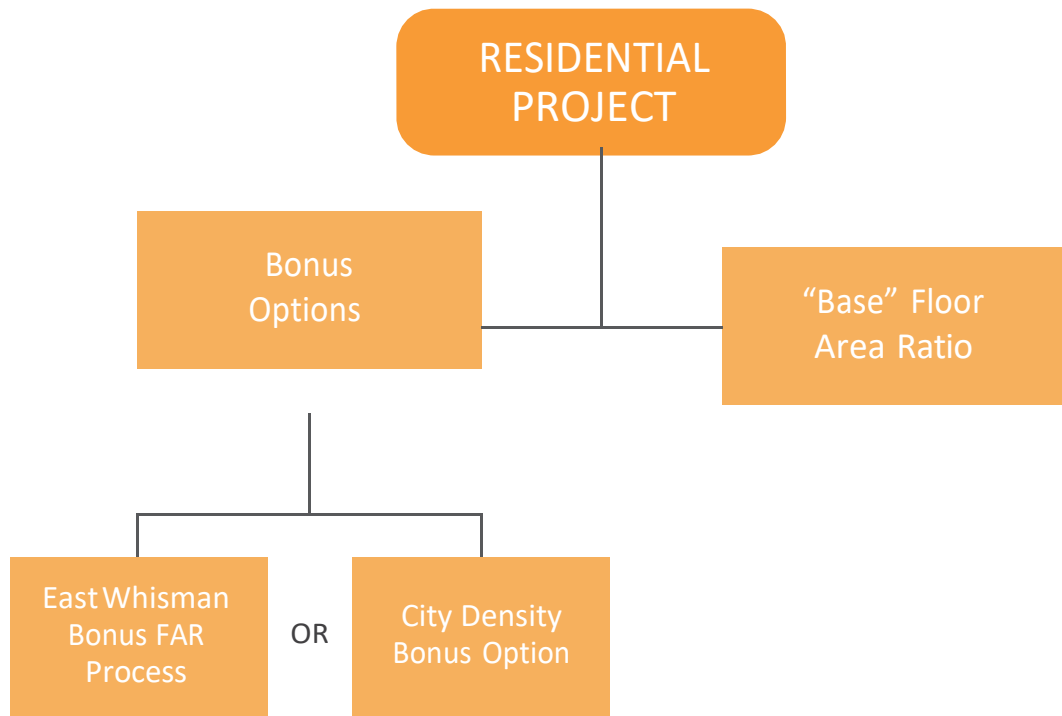 RESIDENTIAL
PROJECT
Bonus
Options
“Base” Floor
Area Ratio
East Whisman
Bonus FAR
Process
OR
City Density
Bonus Option